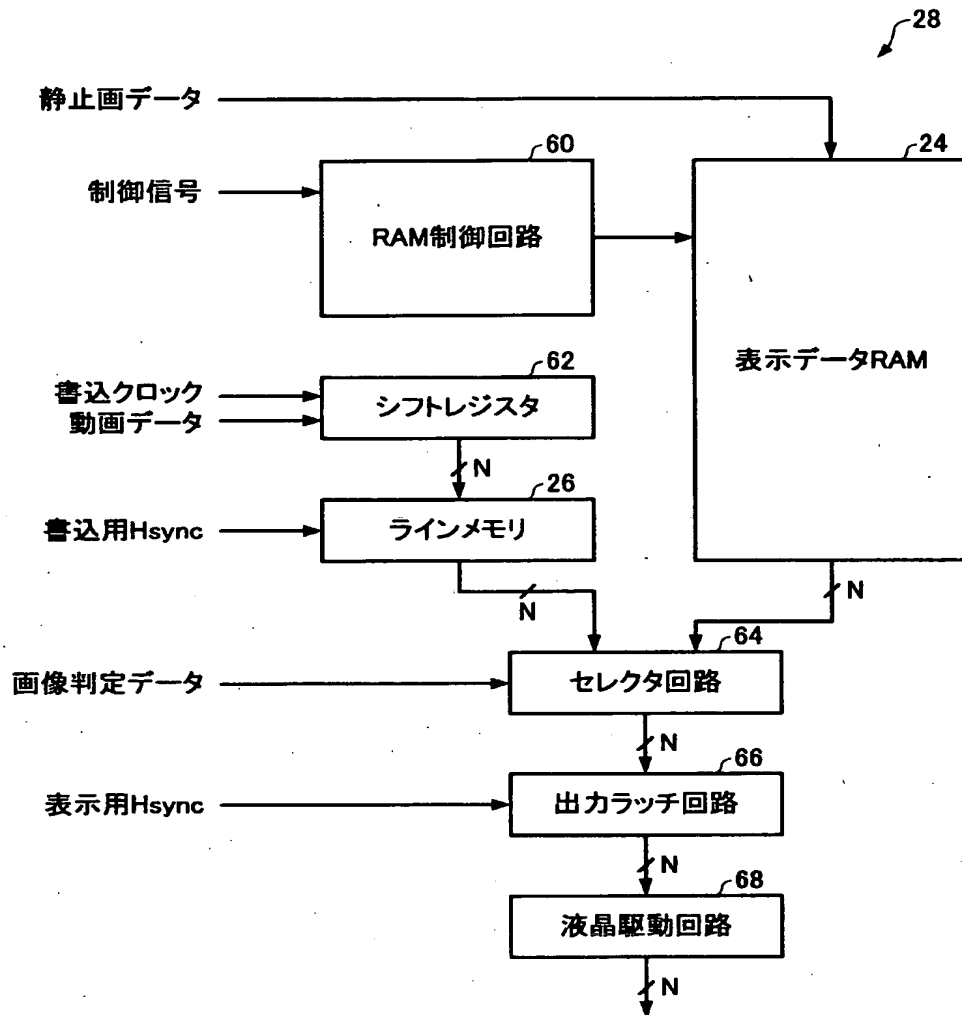 28
静止画データ
24
60
制御信号
RAM制御回路
表示データRAM
62
書込クロック
シフトレジスタ
動画データ
N
26
書込用Hsync
ラインメモリ
N
N
64
画像判定データ
セレクタ回路
N
66
表示用Hsync
出力ラッチ回路
N
68
液晶駆動回路
N